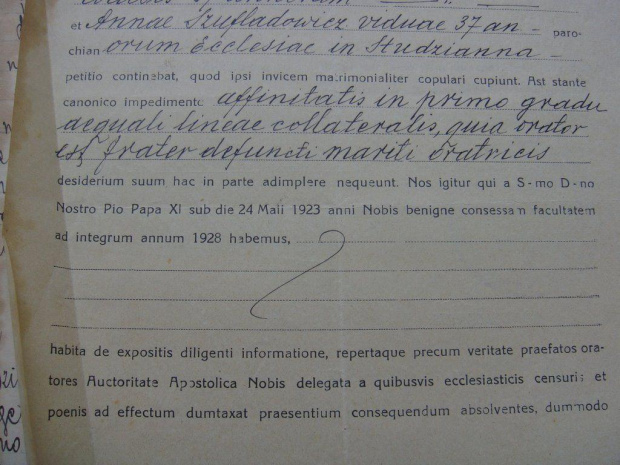 et Annae Szufladowicz viduae 37 an - paro-
chian orum Ecclesiae in Studzianna -
petitio continebat, quod ipsi invicem matrimonialiter copulari cupiunt. Ast stante
canonico impedimento affinitatis in primo gradu
aequali lineae collateralis, quia orator
est frater defuncti mariti oratricis
desiderium suum hac in parte adimplere nequeunt. Nos igitur qui a S-mo D-no
Nostro Pio Papa XI sub die 24 Maii 1923 anni Nobis benigne consessam facultatem
ad integrum annum 1928 habemus,
habita de expositis diligenti informatione, repertaque precum veritate praefatos ora-
tores Auctoritate Apostolica Nobis delegata a quibusvis ecclesiasticis censuris et
poenis ad effectum dumtaxat praesentium consequendum absolventes, dummodo